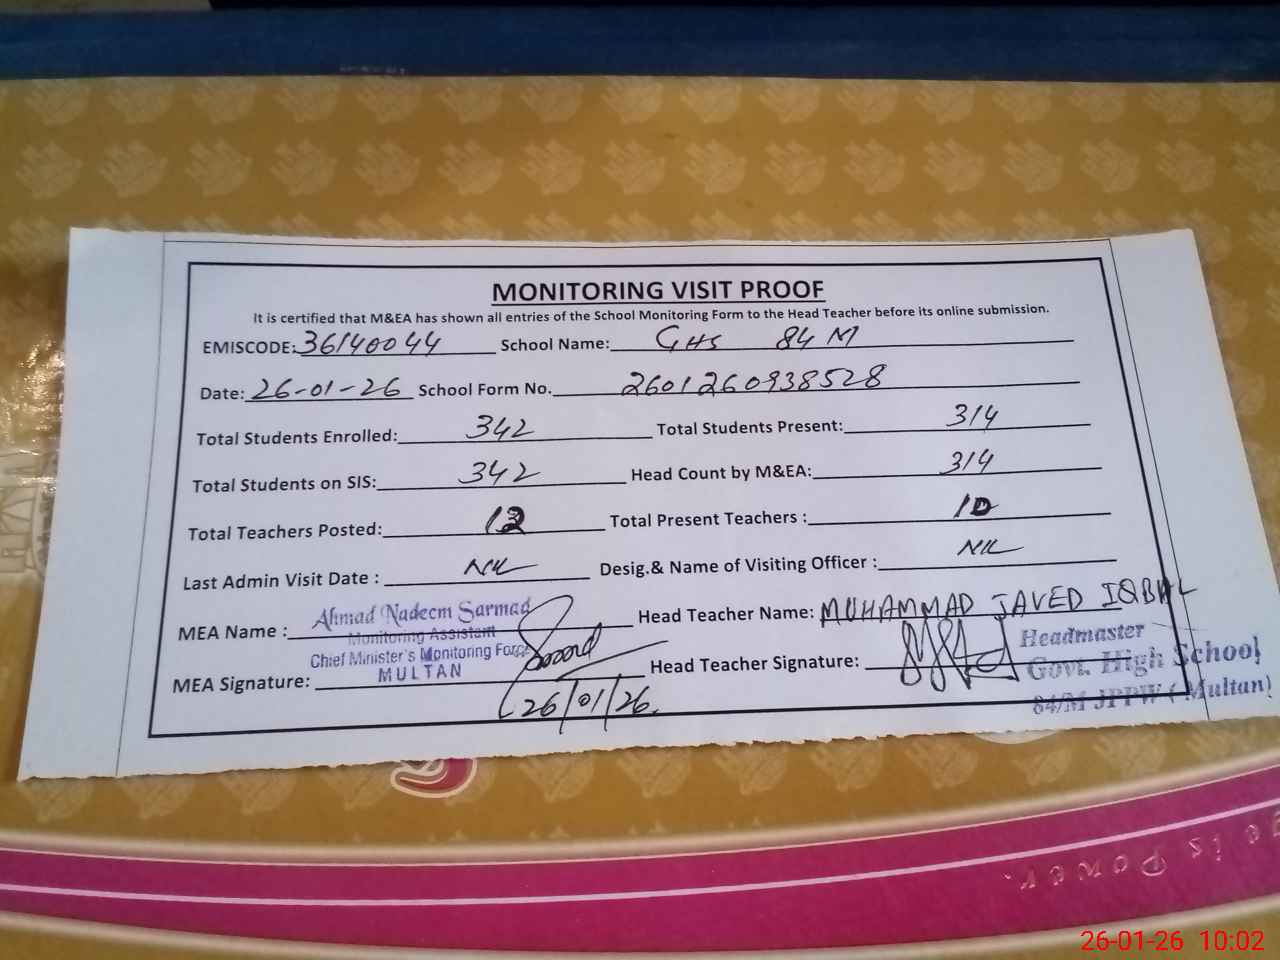 MONITORING VISIT PROOF
It is certified that M&EA has shown all entries of the School Monitoring Form to the Head Teacher before its online submission.
EMISCODE: 36140044 School Name: GHS 84 M
Date: 26-01-26 School Form No. 2601260938528
Total Students Enrolled: 342 Total Students Present: 314
Total Students on SIS: 342 Head Count by M&EA: 314
Total Teachers Posted: 12 Total Present Teachers : 10
Last Admin Visit Date : Nil Desig.& Name of Visiting Officer : Nil
MEA Name : Ahmad Nadeem Sarmad Head Teacher Name: MUHAMMAD JAVED IQBAL
Monitoring Assistant
Chief Minister's Monitoring Force
MULTAN
MEA Signature: Head Teacher Signature:
26/01/26.
Headmaster
Govt. High School
84/M JPPW (Multan)
is Power.
26-01-26 10:02